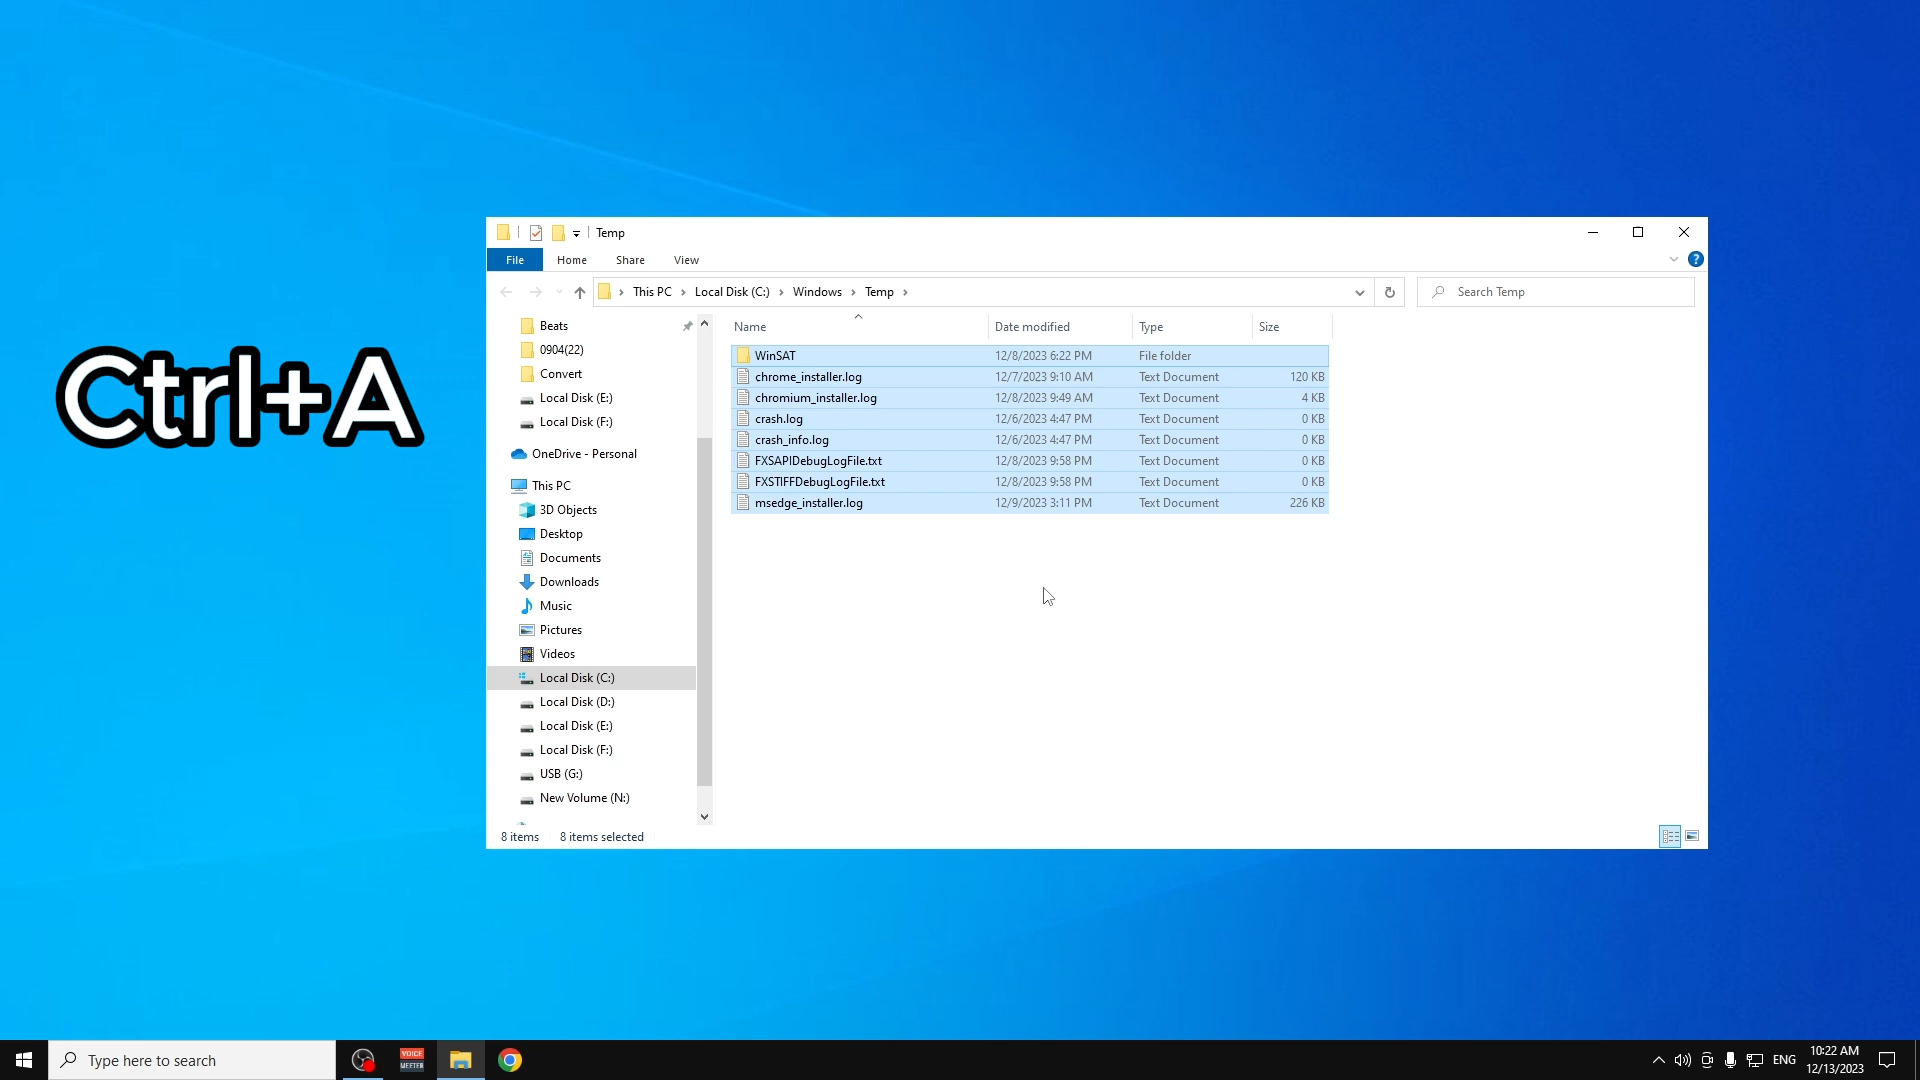 Ctrl+A
Temp
File Home Share View
?
This PC Local Disk (C:) Windows Temp
Search Temp
Name Date modified Type Size
WinSAT 12/8/2023 6:22 PM File folder
chrome_installer.log 12/7/2023 9:10 AM Text Document 120 KB
chromium_installer.log 12/8/2023 9:49 AM Text Document 4 KB
crash.log 12/6/2023 4:47 PM Text Document 0 KB
crash_info.log 12/6/2023 4:47 PM Text Document 0 KB
FXSAPIDebugLogFile.txt 12/8/2023 9:58 PM Text Document 0 KB
FXSTIFFDebugLogFile.txt 12/8/2023 9:58 PM Text Document 0 KB
msedge_installer.log 12/9/2023 3:11 PM Text Document 226 KB
Beats
0904(22)
Convert
Local Disk (E:)
Local Disk (F:)
OneDrive - Personal
This PC
3D Objects
Desktop
Documents
Downloads
Music
Pictures
Videos
Local Disk (C:)
Local Disk (D:)
Local Disk (E:)
Local Disk (F:)
USB (G:)
New Volume (N:)
8 items 8 items selected
Type here to search
VOICE
MEETER
ENG
10:22 AM
12/13/2023